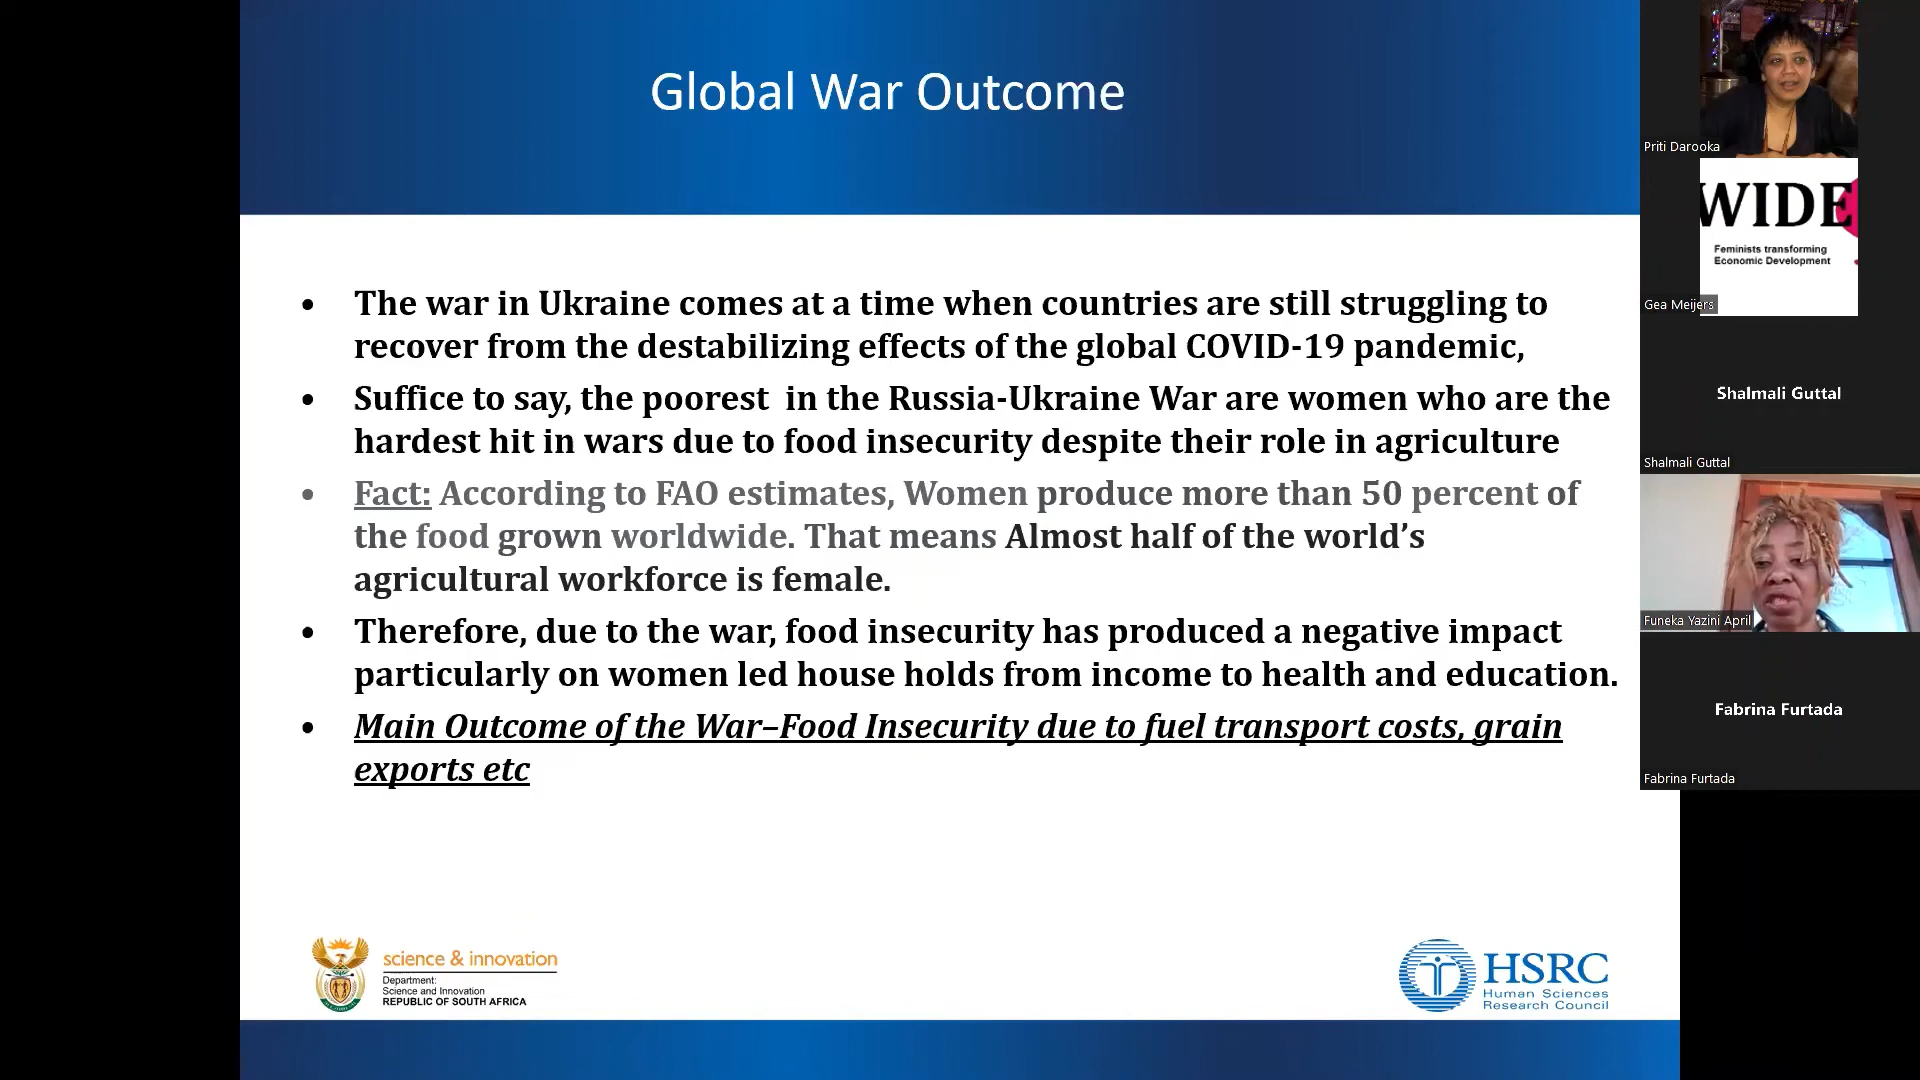 Global War Outcome
• The war in Ukraine comes at a time when countries are still struggling to
recover from the destabilizing effects of the global COVID-19 pandemic,
• Suffice to say, the poorest  in the Russia-Ukraine War are women who are the
hardest hit in wars due to food insecurity despite their role in agriculture
• Fact: According to FAO estimates, Women produce more than 50 percent of
the food grown worldwide. That means Almost half of the world’s
agricultural workforce is female.
• Therefore, due to the war, food insecurity has produced a negative impact
particularly on women led house holds from income to health and education.
• Main Outcome of the War–Food Insecurity due to fuel transport costs, grain
exports etc
science & innovation
Department:
Science and Innovation
REPUBLIC OF SOUTH AFRICA
HSRC
Human Sciences
Research Council
Priti Darooka
WIDE
Feminists transforming
Economic Development
Gea Meijers
Shalmali Guttal
Shalmali Guttal
Funeka Yazini April
Fabrina Furtada
Fabrina Furtada